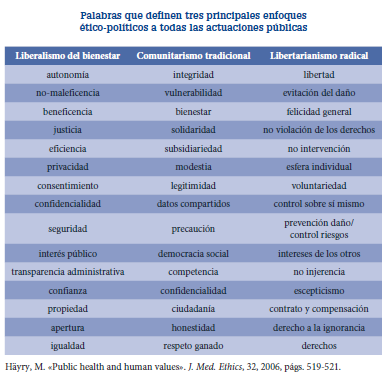 Palabras que definen tres principales enfoques
ético-políticos a todas las actuaciones públicas
Liberalismo del bienestar Comunitarismo tradicional Libertarianismo radical
autonomía integridad libertad
no-maleficencia vulnerabilidad evitación del daño
beneficencia bienestar felicidad general
justicia solidaridad no violación de los derechos
eficiencia subsidiariedad no intervención
privacidad modestia esfera individual
consentimiento legitimidad voluntariedad
confidencialidad datos compartidos control sobre sí mismo
seguridad precaución prevención daño/
control riesgos
interés público democracia social intereses de los otros
transparencia administrativa competencia no injerencia
confianza confidencialidad escepticismo
propiedad ciudadanía contrato y compensación
apertura honestidad derecho a la ignorancia
igualdad respeto ganado derechos
Häyry, M. «Public health and human values». J. Med. Ethics, 32, 2006, págs. 519-521.